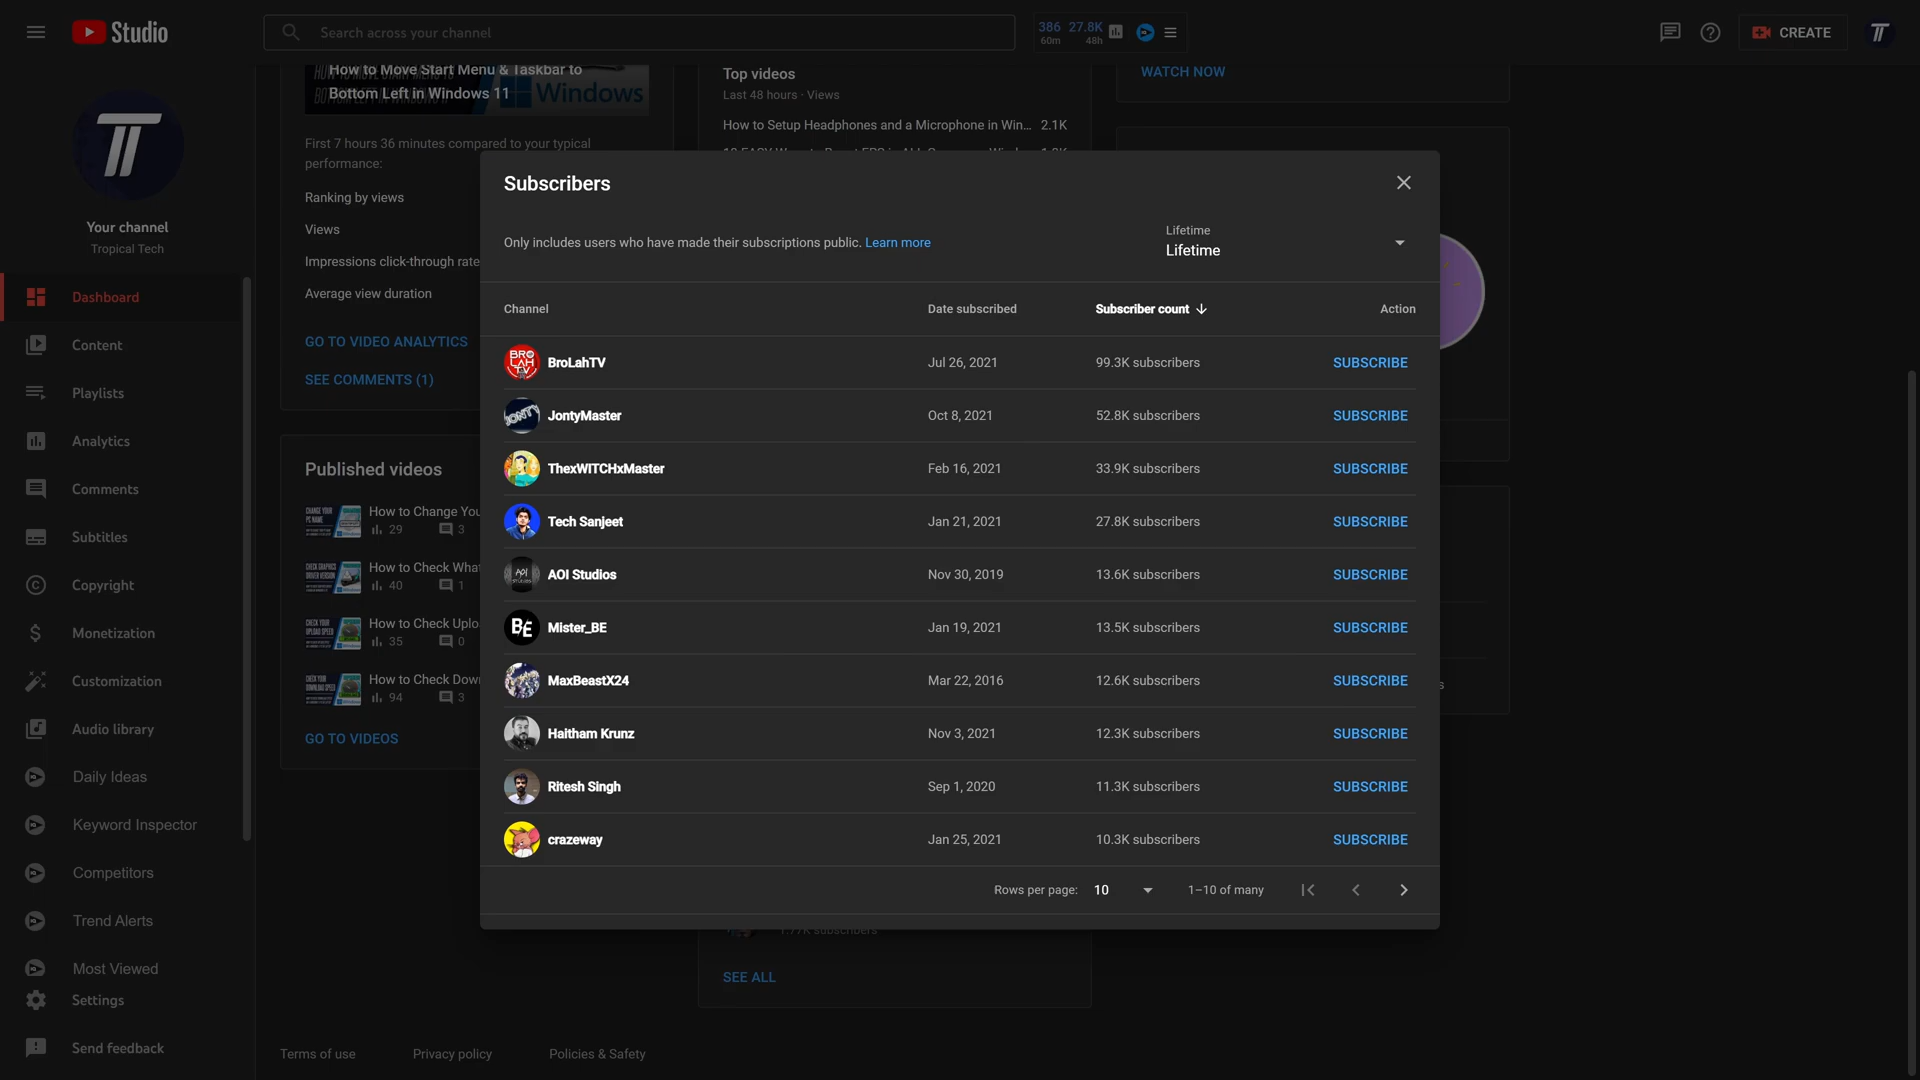 Studio
Search across your channel
386 27.8K
60m 48h
CREATE
How to Move Start Menu & Taskbar to
Bottom Left in Windows 11
Windows
First 7 hours 36 minutes compared to your typical
performance:
Ranking by views
Views
Impressions click-through rate
Average view duration
GO TO VIDEO ANALYTICS
SEE COMMENTS (1)
Top videos
Last 48 hours · Views
How to Setup Headphones and a Microphone in Win... 2.1K
WATCH NOW
Your channel
Tropical Tech
Dashboard
Content
Playlists
Analytics
Comments
Subtitles
Copyright
Monetization
Customization
Audio library
Daily Ideas
Keyword Inspector
Competitors
Trend Alerts
Most Viewed
Settings
Send feedback
Published videos
How to Change You
29 3
How to Check What
40 1
How to Check Uplo
35 0
How to Check Dow
94 3
GO TO VIDEOS
Subscribers
Only includes users who have made their subscriptions public. Learn more
Lifetime
Lifetime
Channel Date subscribed Subscriber count Action
BroLahTV Jul 26, 2021 99.3K subscribers SUBSCRIBE
JontyMaster Oct 8, 2021 52.8K subscribers SUBSCRIBE
ThexWITCHxMaster Feb 16, 2021 33.9K subscribers SUBSCRIBE
Tech Sanjeet Jan 21, 2021 27.8K subscribers SUBSCRIBE
AOI Studios Nov 30, 2019 13.6K subscribers SUBSCRIBE
Mister_BE Jan 19, 2021 13.5K subscribers SUBSCRIBE
MaxBeastX24 Mar 22, 2016 12.6K subscribers SUBSCRIBE
Haitham Krunz Nov 3, 2021 12.3K subscribers SUBSCRIBE
Ritesh Singh Sep 1, 2020 11.3K subscribers SUBSCRIBE
crazeway Jan 25, 2021 10.3K subscribers SUBSCRIBE
Rows per page: 10 1–10 of many
1.77K subscribers
SEE ALL
Terms of use Privacy policy Policies & Safety